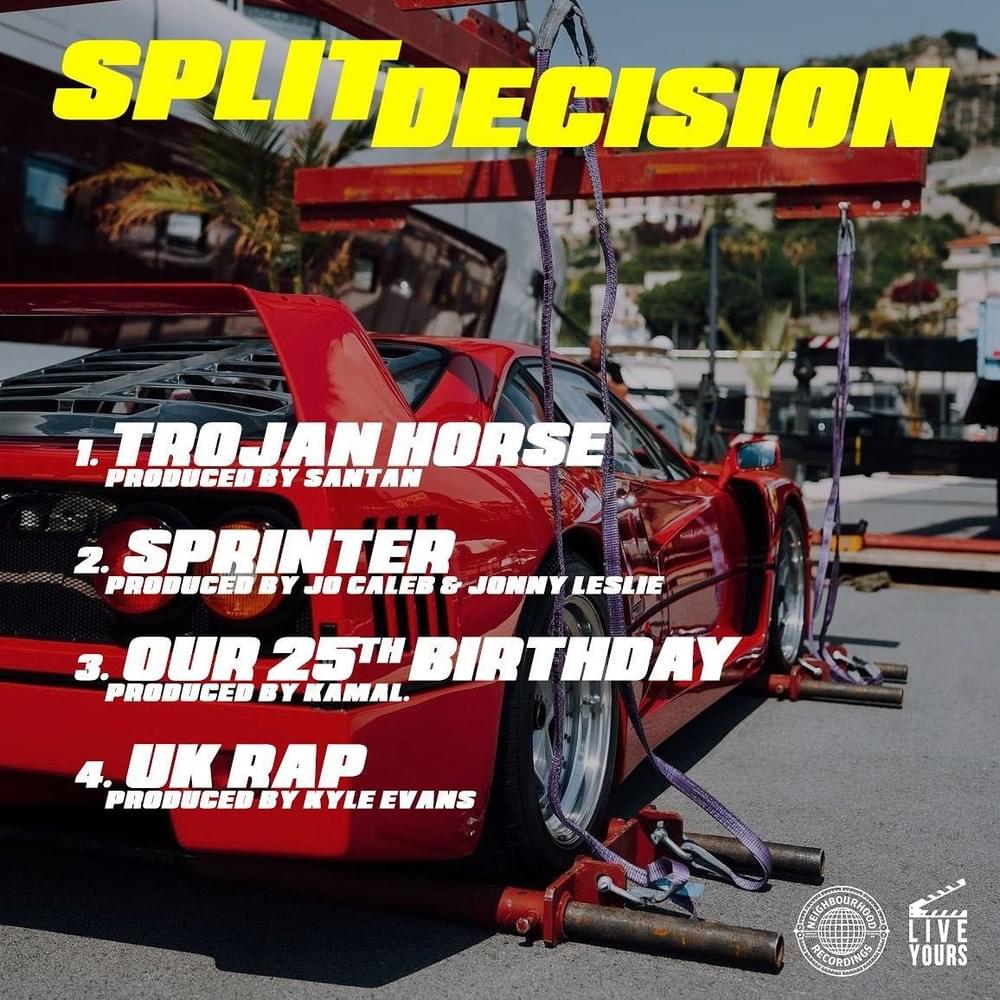 SPLIT DECISION
1. TROJAN HORSE
PRODUCED BY SANTAN
2. SPRINTER
PRODUCED BY JO CALEB & JONNY LESLIE
3. OUR 25TH BIRTHDAY
PRODUCED BY KAMAL.
4. UK RAP
PRODUCED BY KYLE EVANS
NEIGHBOURHOOD
RECORDINGS
LIVE
YOURS